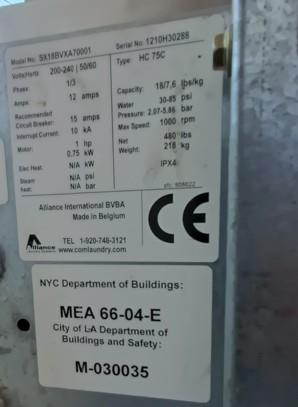 Model No: SX18BVXA70001 Serial No: 1210H30288
Volts/Hertz 200-240 | 50/60 Type: HC 75C
Phase: 1/3
Amps: 12 amps
Recommended Circuit Breaker: 15 amps
Interrupt Current: 10 kA
Motor: 1 hp
0,75 kW
Elec Heat. N/A kW
Steam N/A psi
heat: N/A bar
Capacity: 18/7,6 lbs/kg
Water 30-85 psi
Pressure: 2.07-5.86 bar
Max Speed: 1000 rpm
Net 480 lbs
Weight: 218 kg
IPX4
Alliance International BVBA
Made in Belgium
CE
Alliance
TEL 1-920-748-3121
www.comlaundry.com
NYC Department of Buildings:
MEA 66-04-E
City of LA Department of
Buildings and Safety:
M-030035